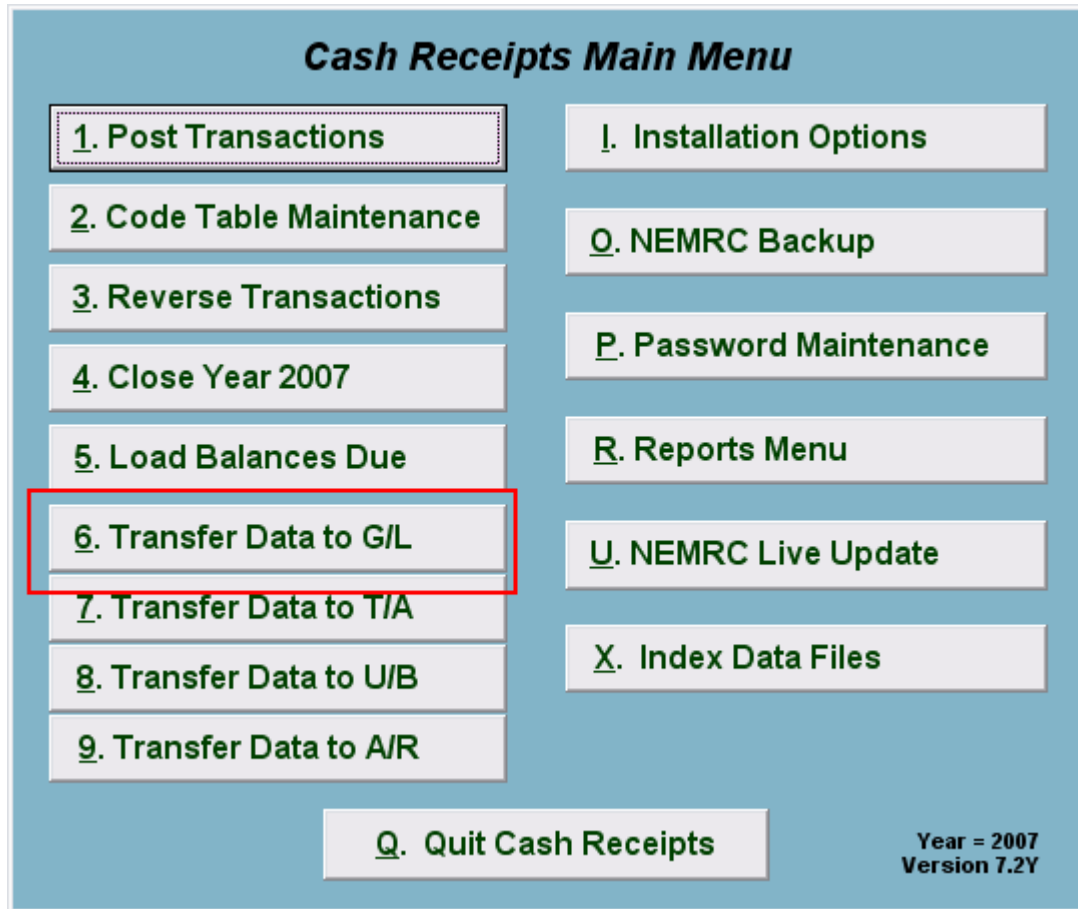 Cash Receipts Main Menu
1. Post Transactions
2. Code Table Maintenance
3. Reverse Transactions
4. Close Year 2007
5. Load Balances Due
6. Transfer Data to G/L
7. Transfer Data to T/A
8. Transfer Data to U/B
9. Transfer Data to A/R
I. Installation Options
O. NEMRC Backup
P. Password Maintenance
R. Reports Menu
U. NEMRC Live Update
X. Index Data Files
Q. Quit Cash Receipts
Year = 2007
Version 7.2Y